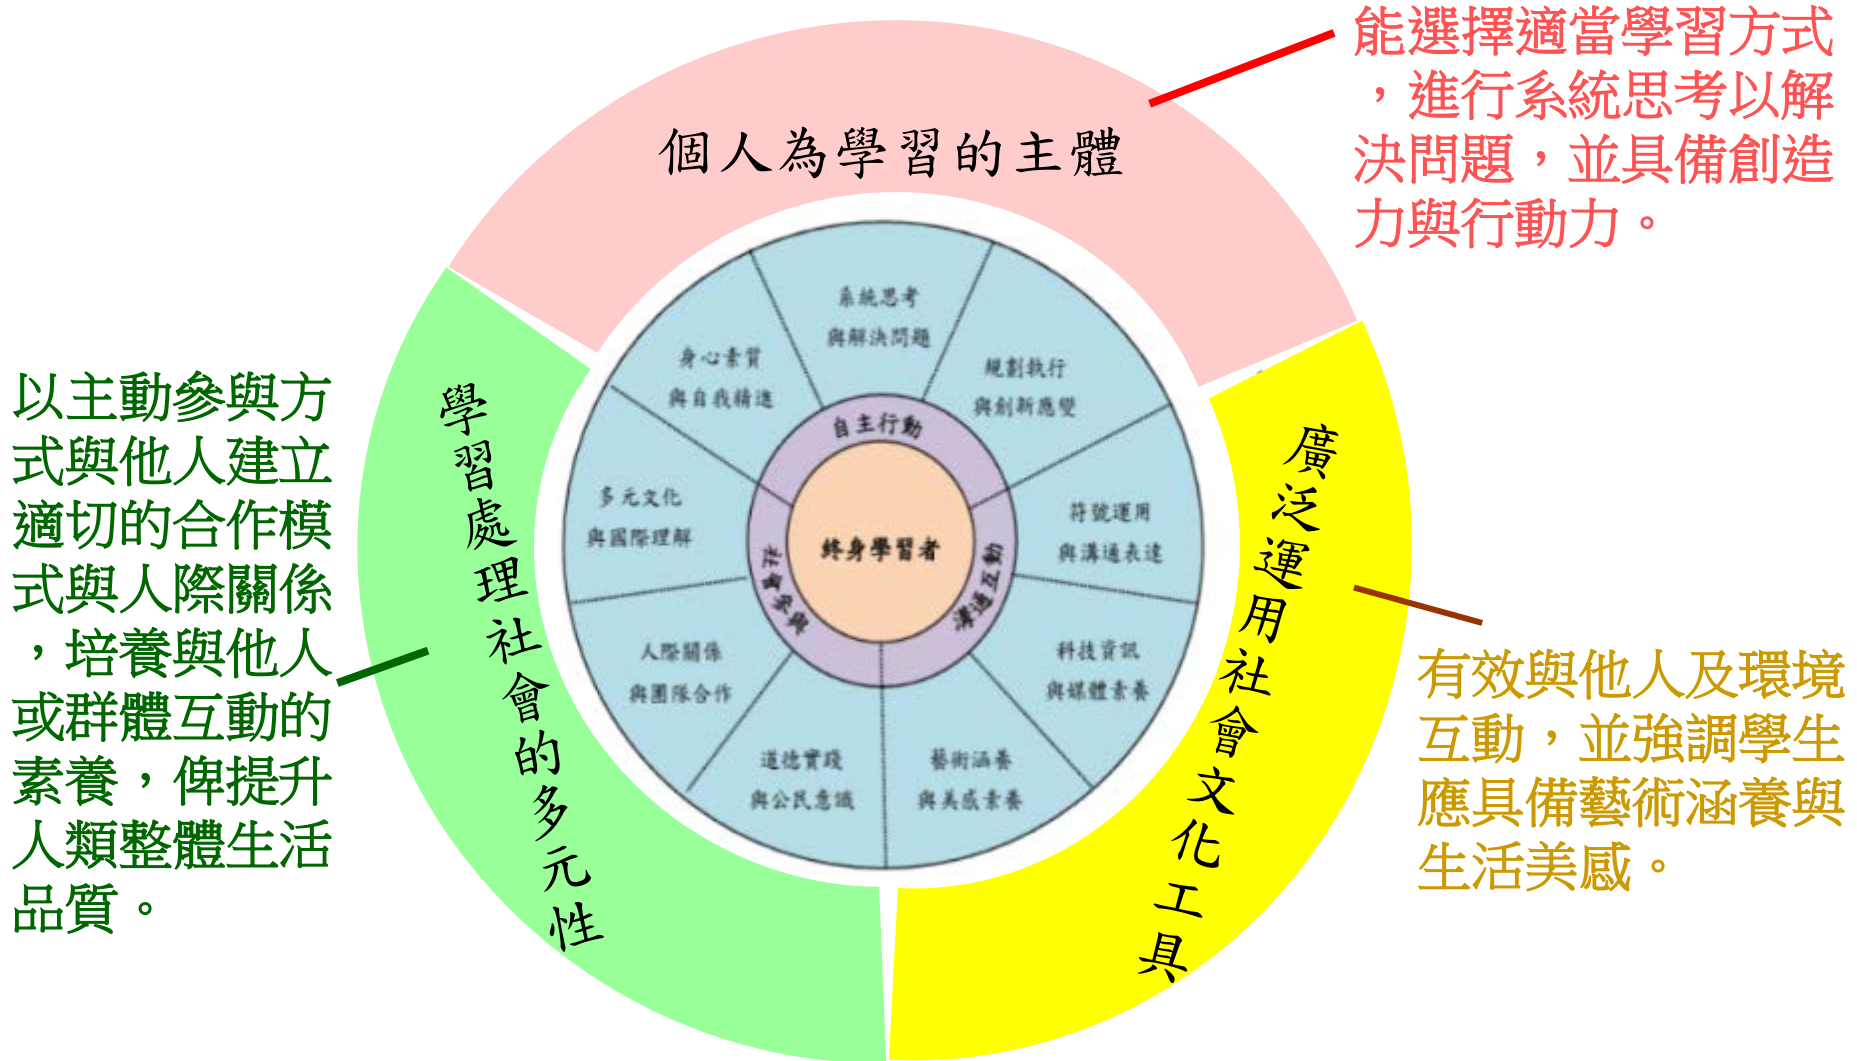 能選擇適當學習方式
，進行系統思考以解
決問題，並具備創造
力與行動力。
個人為學習的主體
系統思考
與解決問題
身心素質
與自我精進
規劃執行
與創新應變
自主行動
多元文化
與國際理解
符號運用
與溝通表達
終身學習者
社會參與
溝通互動
人際關係
與團隊合作
科技資訊
與媒體素養
道德實踐
與公民意識
藝術涵養
與美感素養
以主動參與方
式與他人建立
適切的合作模
式與人際關係
，培養與他人
或群體互動的
素養，俾提升
人類整體生活
品質。
學習處理社會的多元性
廣泛運用社會文化工具
有效與他人及環境
互動，並強調學生
應具備藝術涵養與
生活美感。